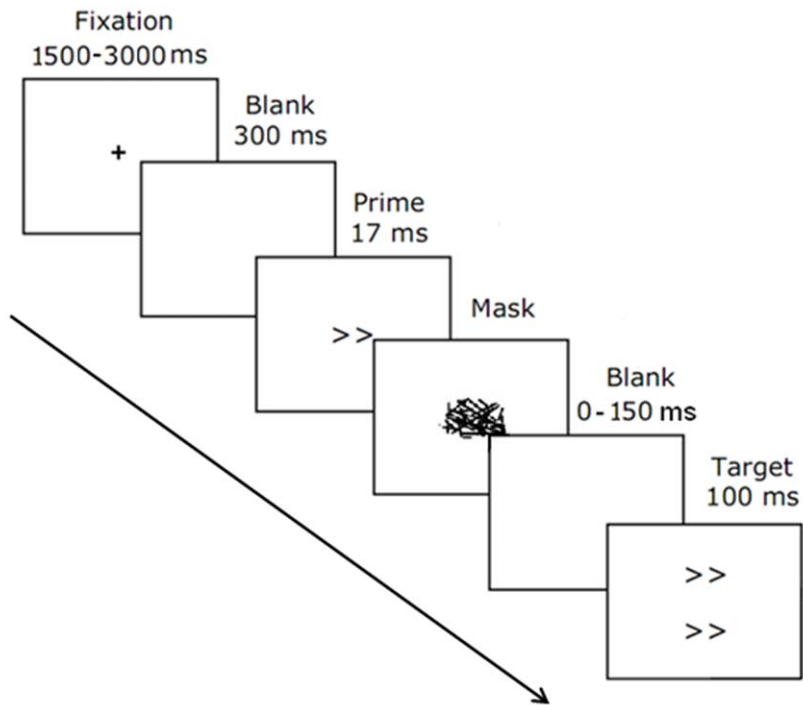 Fixation
1500-3000 ms
+
Blank
300 ms
Prime
17 ms
>>
Mask
Blank
0-150 ms
Target
100 ms
>>
>>